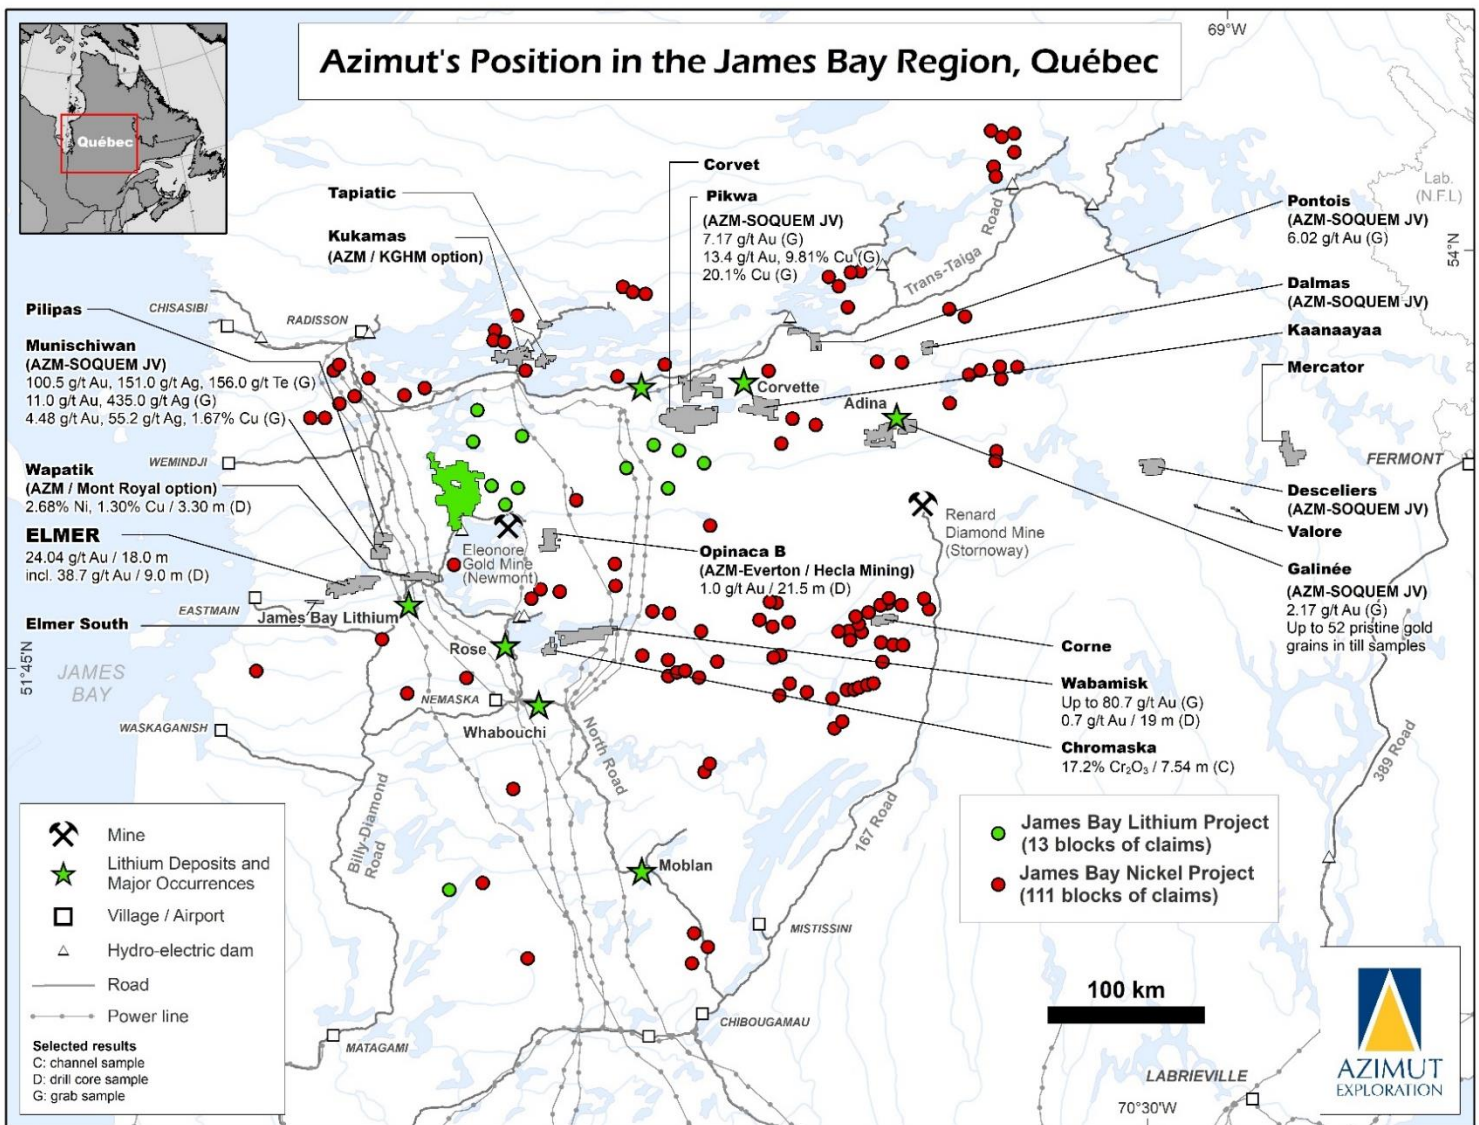 Azimut's Position in the James Bay Region, Québec
Québec
69°W
Lab.
(N.F.L)
54°N
Corvet
Pikwa
(AZM-SOQUEM JV)
7.17 g/t Au (G)
13.4 g/t Au, 9.81% Cu (G)
20.1% Cu (G)
Tapiatic
Kukamas
(AZM / KGHM option)
Trans-Taiga Road
Pontois
(AZM-SOQUEM JV)
6.02 g/t Au (G)
Dalmas
(AZM-SOQUEM JV)
Kaanaayaa
Mercator
FERMONT
Desceliers
(AZM-SOQUEM JV)
Valore
Galinée
(AZM-SOQUEM JV)
2.17 g/t Au (G)
Up to 52 pristine gold
grains in till samples
Pilipas
CHISASIBI
RADISSON
Munischiwan
(AZM-SOQUEM JV)
100.5 g/t Au, 151.0 g/t Ag, 156.0 g/t Te (G)
11.0 g/t Au, 435.0 g/t Ag (G)
4.48 g/t Au, 55.2 g/t Ag, 1.67% Cu (G)
WEMINDJI
Wapatik
(AZM / Mont Royal option)
2.68% Ni, 1.30% Cu / 3.30 m (D)
ELMER
24.04 g/t Au / 18.0 m
incl. 38.7 g/t Au / 9.0 m (D)
EASTMAIN
James Bay Lithium
Elmer South
51°45'N
JAMES
BAY
WASKAGANISH
Corvette
Adina
Eleonore
Gold Mine
(Newmont)
Opinaca B
(AZM-Everton / Hecla Mining)
1.0 g/t Au / 21.5 m (D)
Renard
Diamond Mine
(Stornoway)
Rose
NEMASKA
Whabouchi
Corne
Wabamisk
Up to 80.7 g/t Au (G)
0.7 g/t Au / 19 m (D)
Chromaska
17.2% Cr₂O₃ / 7.54 m (C)
North Road
Billy-Diamond
Road
167 Road
389 Road
Moblan
MISTISSINI
CHIBOUGAMAU
MATAGAMI
LABRIEVILLE
70°30'W
James Bay Lithium Project
(13 blocks of claims)
James Bay Nickel Project
(111 blocks of claims)
100 km
Mine
Lithium Deposits and
Major Occurrences
Village / Airport
Hydro-electric dam
Road
Power line
Selected results
C: channel sample
D: drill core sample
G: grab sample
AZIMUT
EXPLORATION